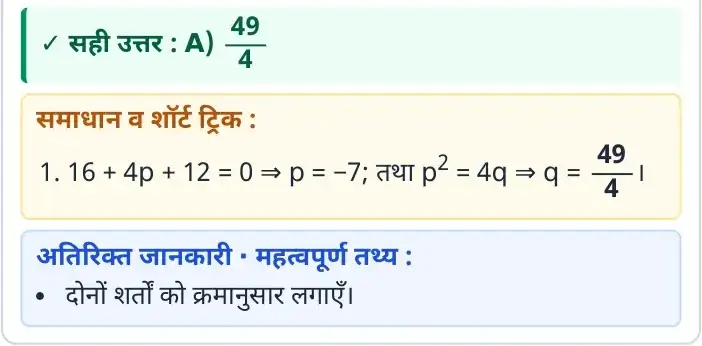 ✓ सही उत्तर : A) 49/4
समाधान व शॉर्ट ट्रिक :
1. 16 + 4p + 12 = 0 ⇒ p = −7; तथा p² = 4q ⇒ q = 49/4।
अतिरिक्त जानकारी · महत्वपूर्ण तथ्य :
• दोनों शर्तों को क्रमानुसार लगाएँ।